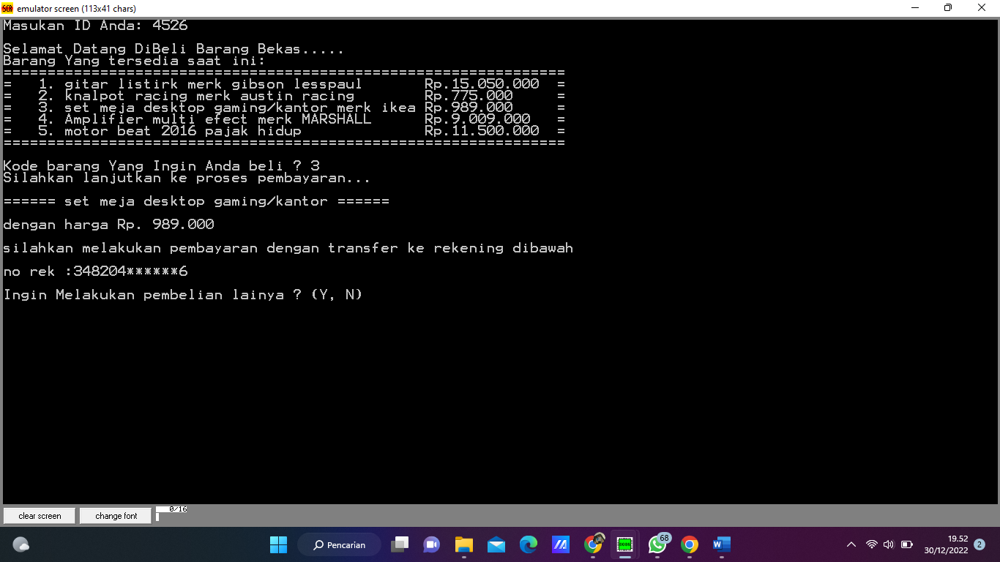 emulator screen (113x41 chars)
Masukan ID Anda: 4526
Selamat Datang DiBeli Barang Bekas.....
Barang Yang tersedia saat ini:
================================================================
= 1. gitar listirk merk gibson lesspaul Rp.15.050.000 =
= 2. knalpot racing merk austin racing Rp.775.000 =
= 3. set meja desktop gaming/kantor merk ikea Rp.989.000 =
= 4. Amplifier multi efect merk MARSHALL Rp.9.009.000 =
= 5. motor beat 2016 pajak hidup Rp.11.500.000 =
================================================================
Kode barang Yang Ingin Anda beli ? 3
Silahkan lanjutkan ke proses pembayaran...
====== set meja desktop gaming/kantor ======
dengan harga Rp. 989.000
silahkan melakukan pembayaran dengan transfer ke rekening dibawah
no rek :348204******6
Ingin Melakukan pembelian lainya ? (Y, N)
clear screen change font 0/16
Pencarian 8086 68 19.52
30/12/2022 2